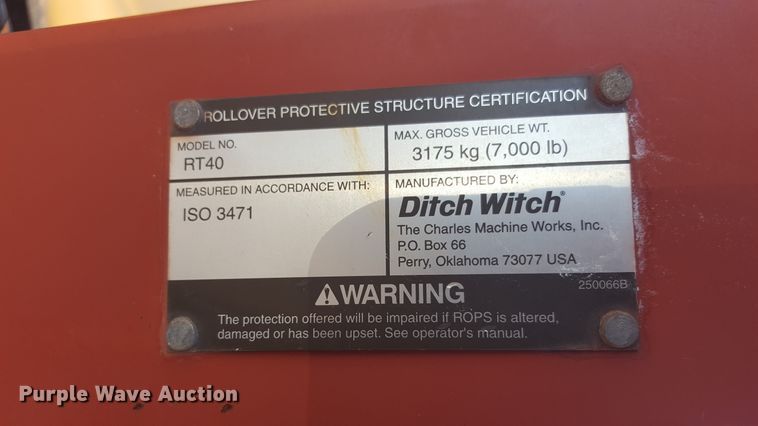 ROLLOVER PROTECTIVE STRUCTURE CERTIFICATION
MODEL NO.
RT40
MAX. GROSS VEHICLE WT.
3175 kg (7,000 lb)
MEASURED IN ACCORDANCE WITH:
ISO 3471
MANUFACTURED BY:
Ditch Witch®
The Charles Machine Works, Inc.
P.O. Box 66
Perry, Oklahoma 73077 USA
250066B
WARNING
The protection offered will be impaired if ROPS is altered,
damaged or has been upset. See operator's manual.
Purple Wave Auction